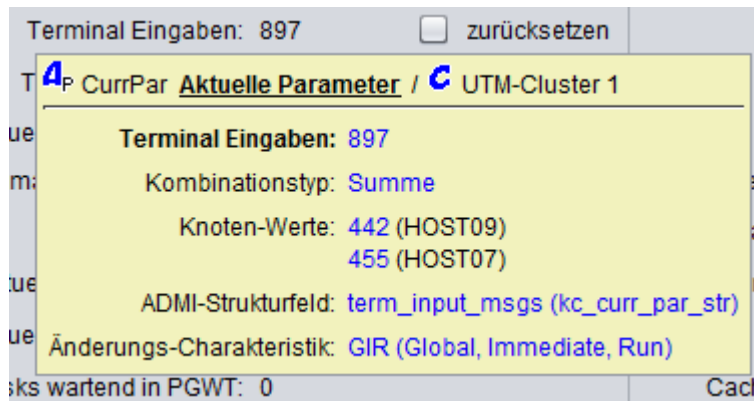 Terminal Eingaben: 897 zurücksetzen
CurrPar Aktuelle Parameter / C UTM-Cluster 1
Terminal Eingaben: 897
Kombinationstyp: Summe
Knoten-Werte: 442 (HOST09)
455 (HOST07)
ADMI-Strukturfeld: term_input_msgs (kc_curr_par_str)
Änderungs-Charakteristik: GIR (Global, Immediate, Run)
wartend in PGWT: 0